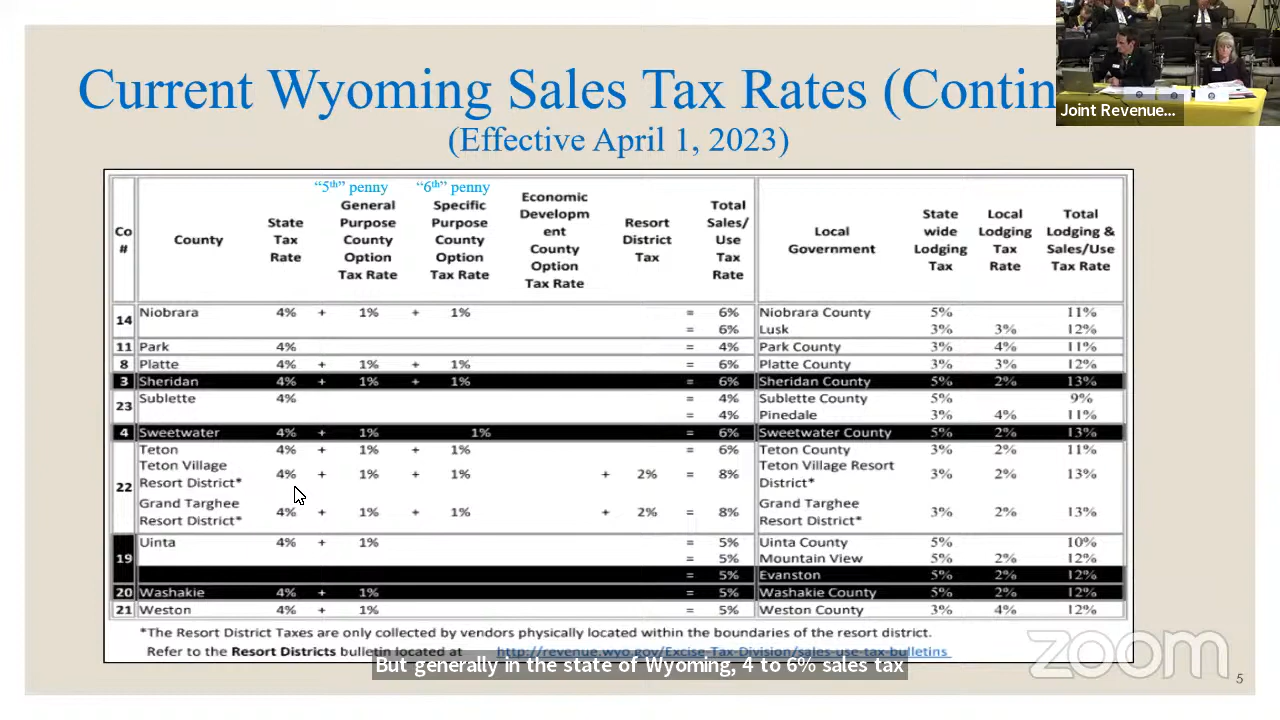 Current Wyoming Sales Tax Rates (Contin
(Effective April 1, 2023)
Joint Revenue...
Co # County State Tax Rate “5th” penny General Purpose County Option Tax Rate “6th” penny Specific Purpose County Option Tax Rate Economic Developm ent County Option Tax Rate Resort District Tax Total Sales/ Use Tax Rate Local Government State wide Lodging Tax Local Lodging Tax Rate Total Lodging & Sales/Use Tax Rate
14 Niobrara 4% + 1% + 1% = 6% Niobrara County 5% 11%
= 6% Lusk 3% 3% 12%
11 Park 4% = 4% Park County 3% 4% 11%
8 Platte 4% + 1% + 1% = 6% Platte County 3% 3% 12%
3 Sheridan 4% + 1% + 1% = 6% Sheridan County 5% 2% 13%
23 Sublette 4% = 4% Sublette County 5% 9%
= 4% Pinedale 3% 4% 11%
4 Sweetwater 4% + 1% 1% = 6% Sweetwater County 5% 2% 13%
22 Teton 4% + 1% + 1% = 6% Teton County 3% 2% 11%
Teton Village Resort District* 4% + 1% + 1% + 2% = 8% Teton Village Resort District* 3% 2% 13%
Grand Targhee Resort District* 4% + 1% + 1% + 2% = 8% Grand Targhee Resort District* 3% 2% 13%
19 Uinta 4% + 1% = 5% Uinta County 5% 10%
= 5% Mountain View 5% 2% 12%
= 5% Evanston 5% 2% 12%
20 Washakie 4% + 1% = 5% Washakie County 5% 2% 12%
21 Weston 4% + 1% = 5% Weston County 3% 4% 12%
*The Resort District Taxes are only collected by vendors physically located within the boundaries of the resort district.
Refer to the Resort Districts bulletin located at http://revenue.wyo.gov/Excise-Tax-Division/sales-use-tax-bulletins
But generally in the state of Wyoming, 4 to 6% sales tax
zoom
5